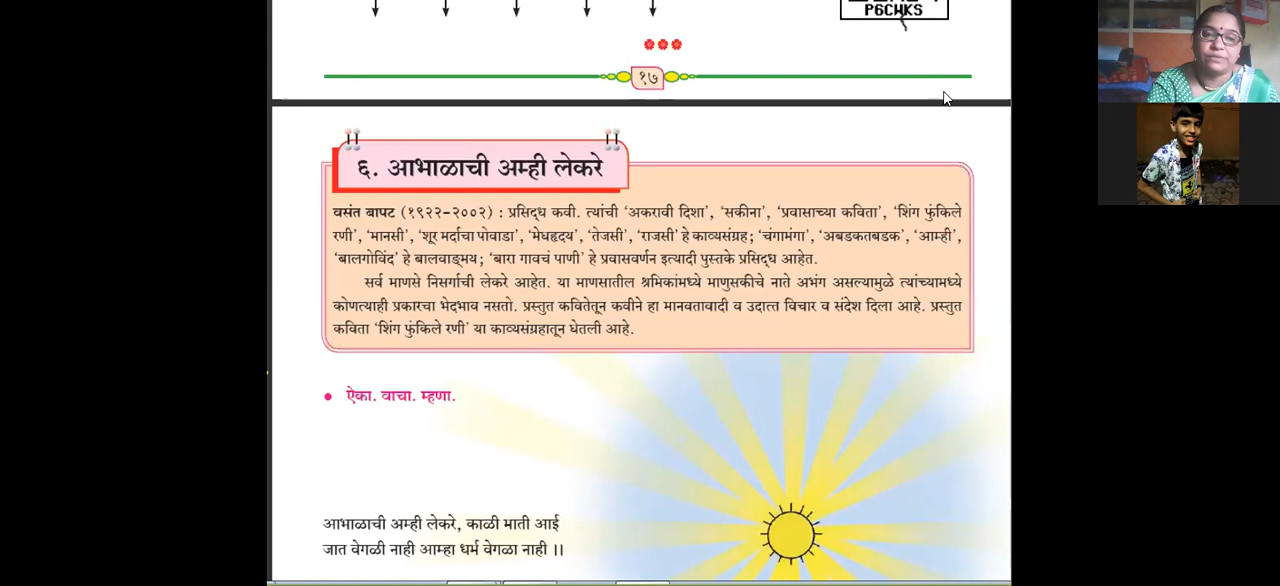 P6CWKS
१७
६. आभाळाची अम्ही लेकरे
वसंत बापट (१९२२-२००२) : प्रसिद्ध कवी. त्यांची 'अकरावी दिशा', 'सकीना', 'प्रवासाच्या कविता', 'शिंग फुंकिले
रणी', 'मानसी', 'शूर मर्दाचा पोवाडा', 'मेघहृदय', 'तेजसी', 'राजसी' हे काव्यसंग्रह; 'चंगामंगा', 'अबडकतबडक', 'आम्ही',
'बालगोविंद' हे बालवाङ्मय; 'बारा गावचं पाणी' हे प्रवासवर्णन इत्यादी पुस्तके प्रसिद्ध आहेत.
सर्व माणसे निसर्गाची लेकरे आहेत. या माणसातील श्रमिकांमध्ये माणुसकीचे नाते अभंग असल्यामुळे त्यांच्यामध्ये
कोणत्याही प्रकारचा भेदभाव नसतो. प्रस्तुत कवितेतून कवीने हा मानवतावादी व उदात्त विचार व संदेश दिला आहे. प्रस्तुत
कविता 'शिंग फुंकिले रणी' या काव्यसंग्रहातून घेतली आहे.
• ऐका. वाचा. म्हणा.
आभाळाची अम्ही लेकरे, काळी माती आई
जात वेगळी नाही आम्हा धर्म वेगळा नाही ।।